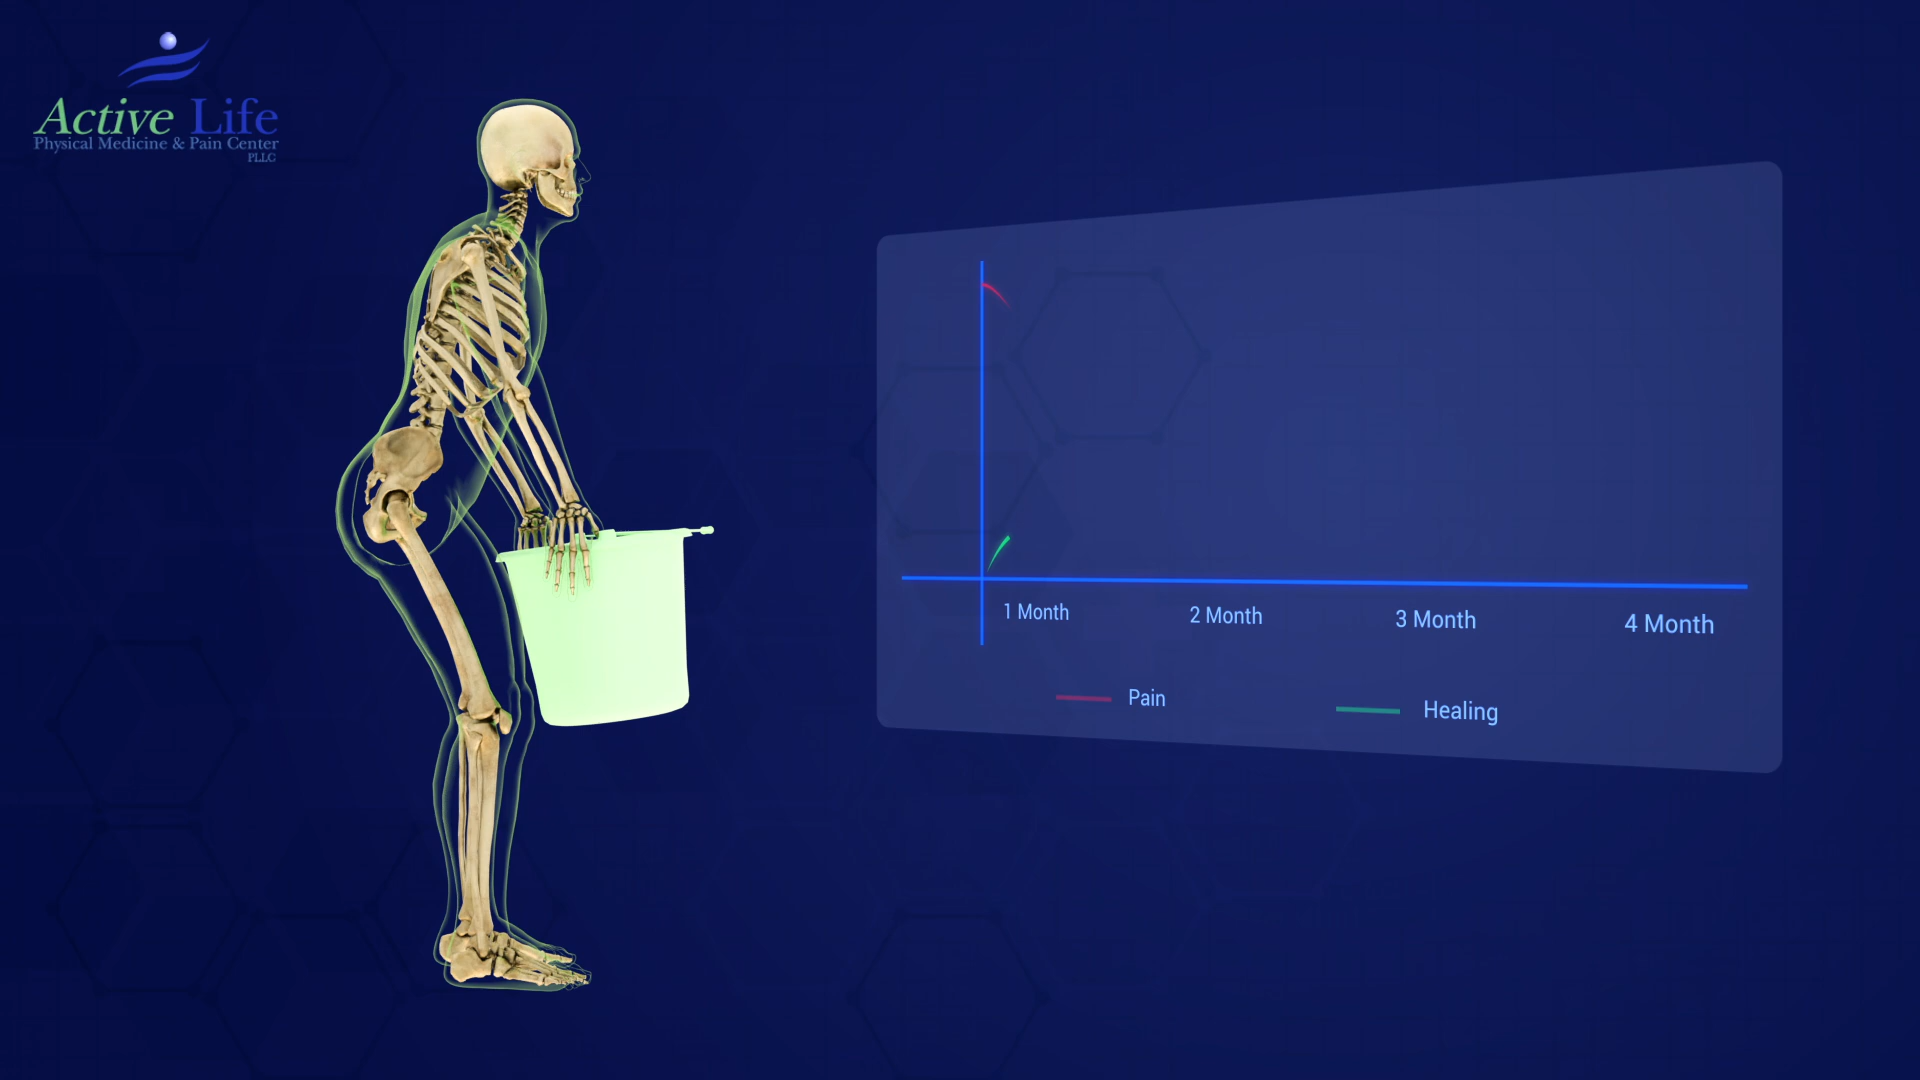 Active Life
Physical Medicine & Pain Center
PLLC
1 Month
2 Month
3 Month
4 Month
Pain
Healing